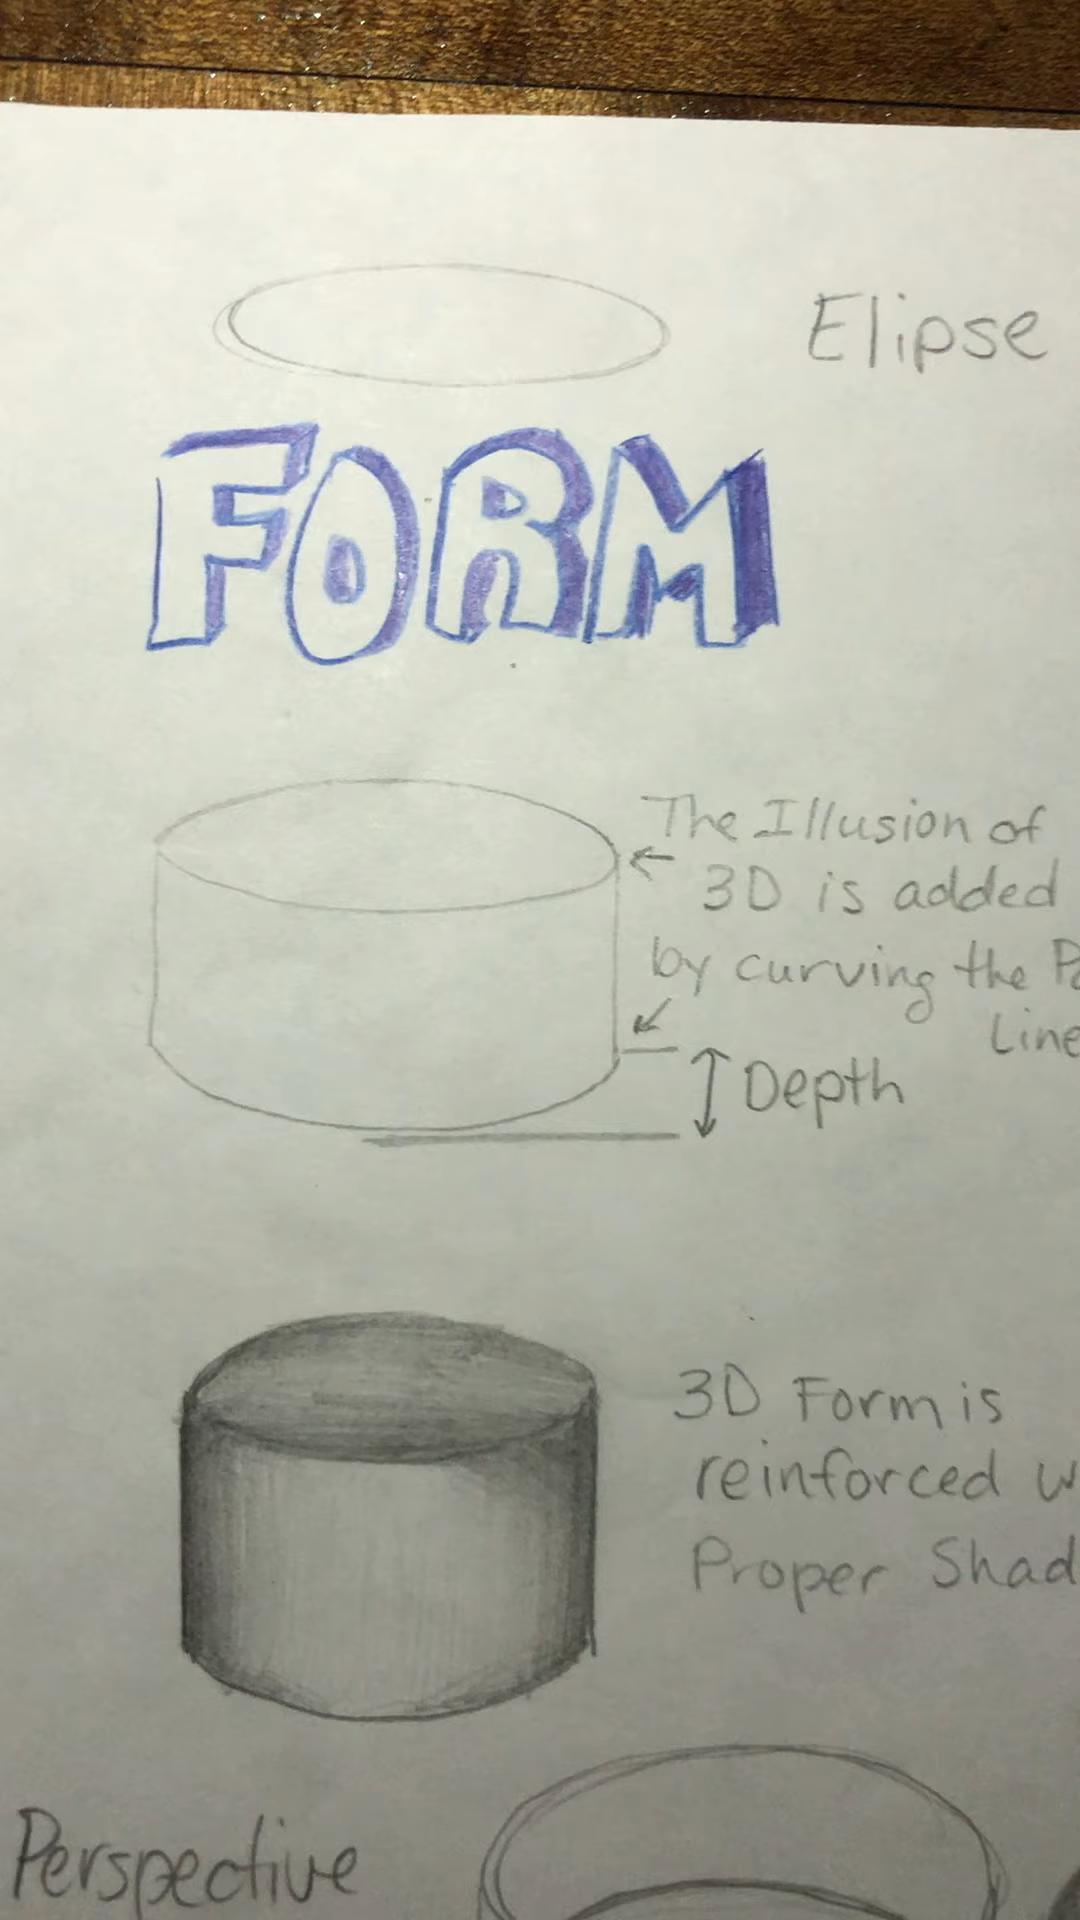 Elipse
FORM
The Illusion of
3D is added
by curving the
Line
Depth
3D Form is
reinforced
Proper Shad
Perspective